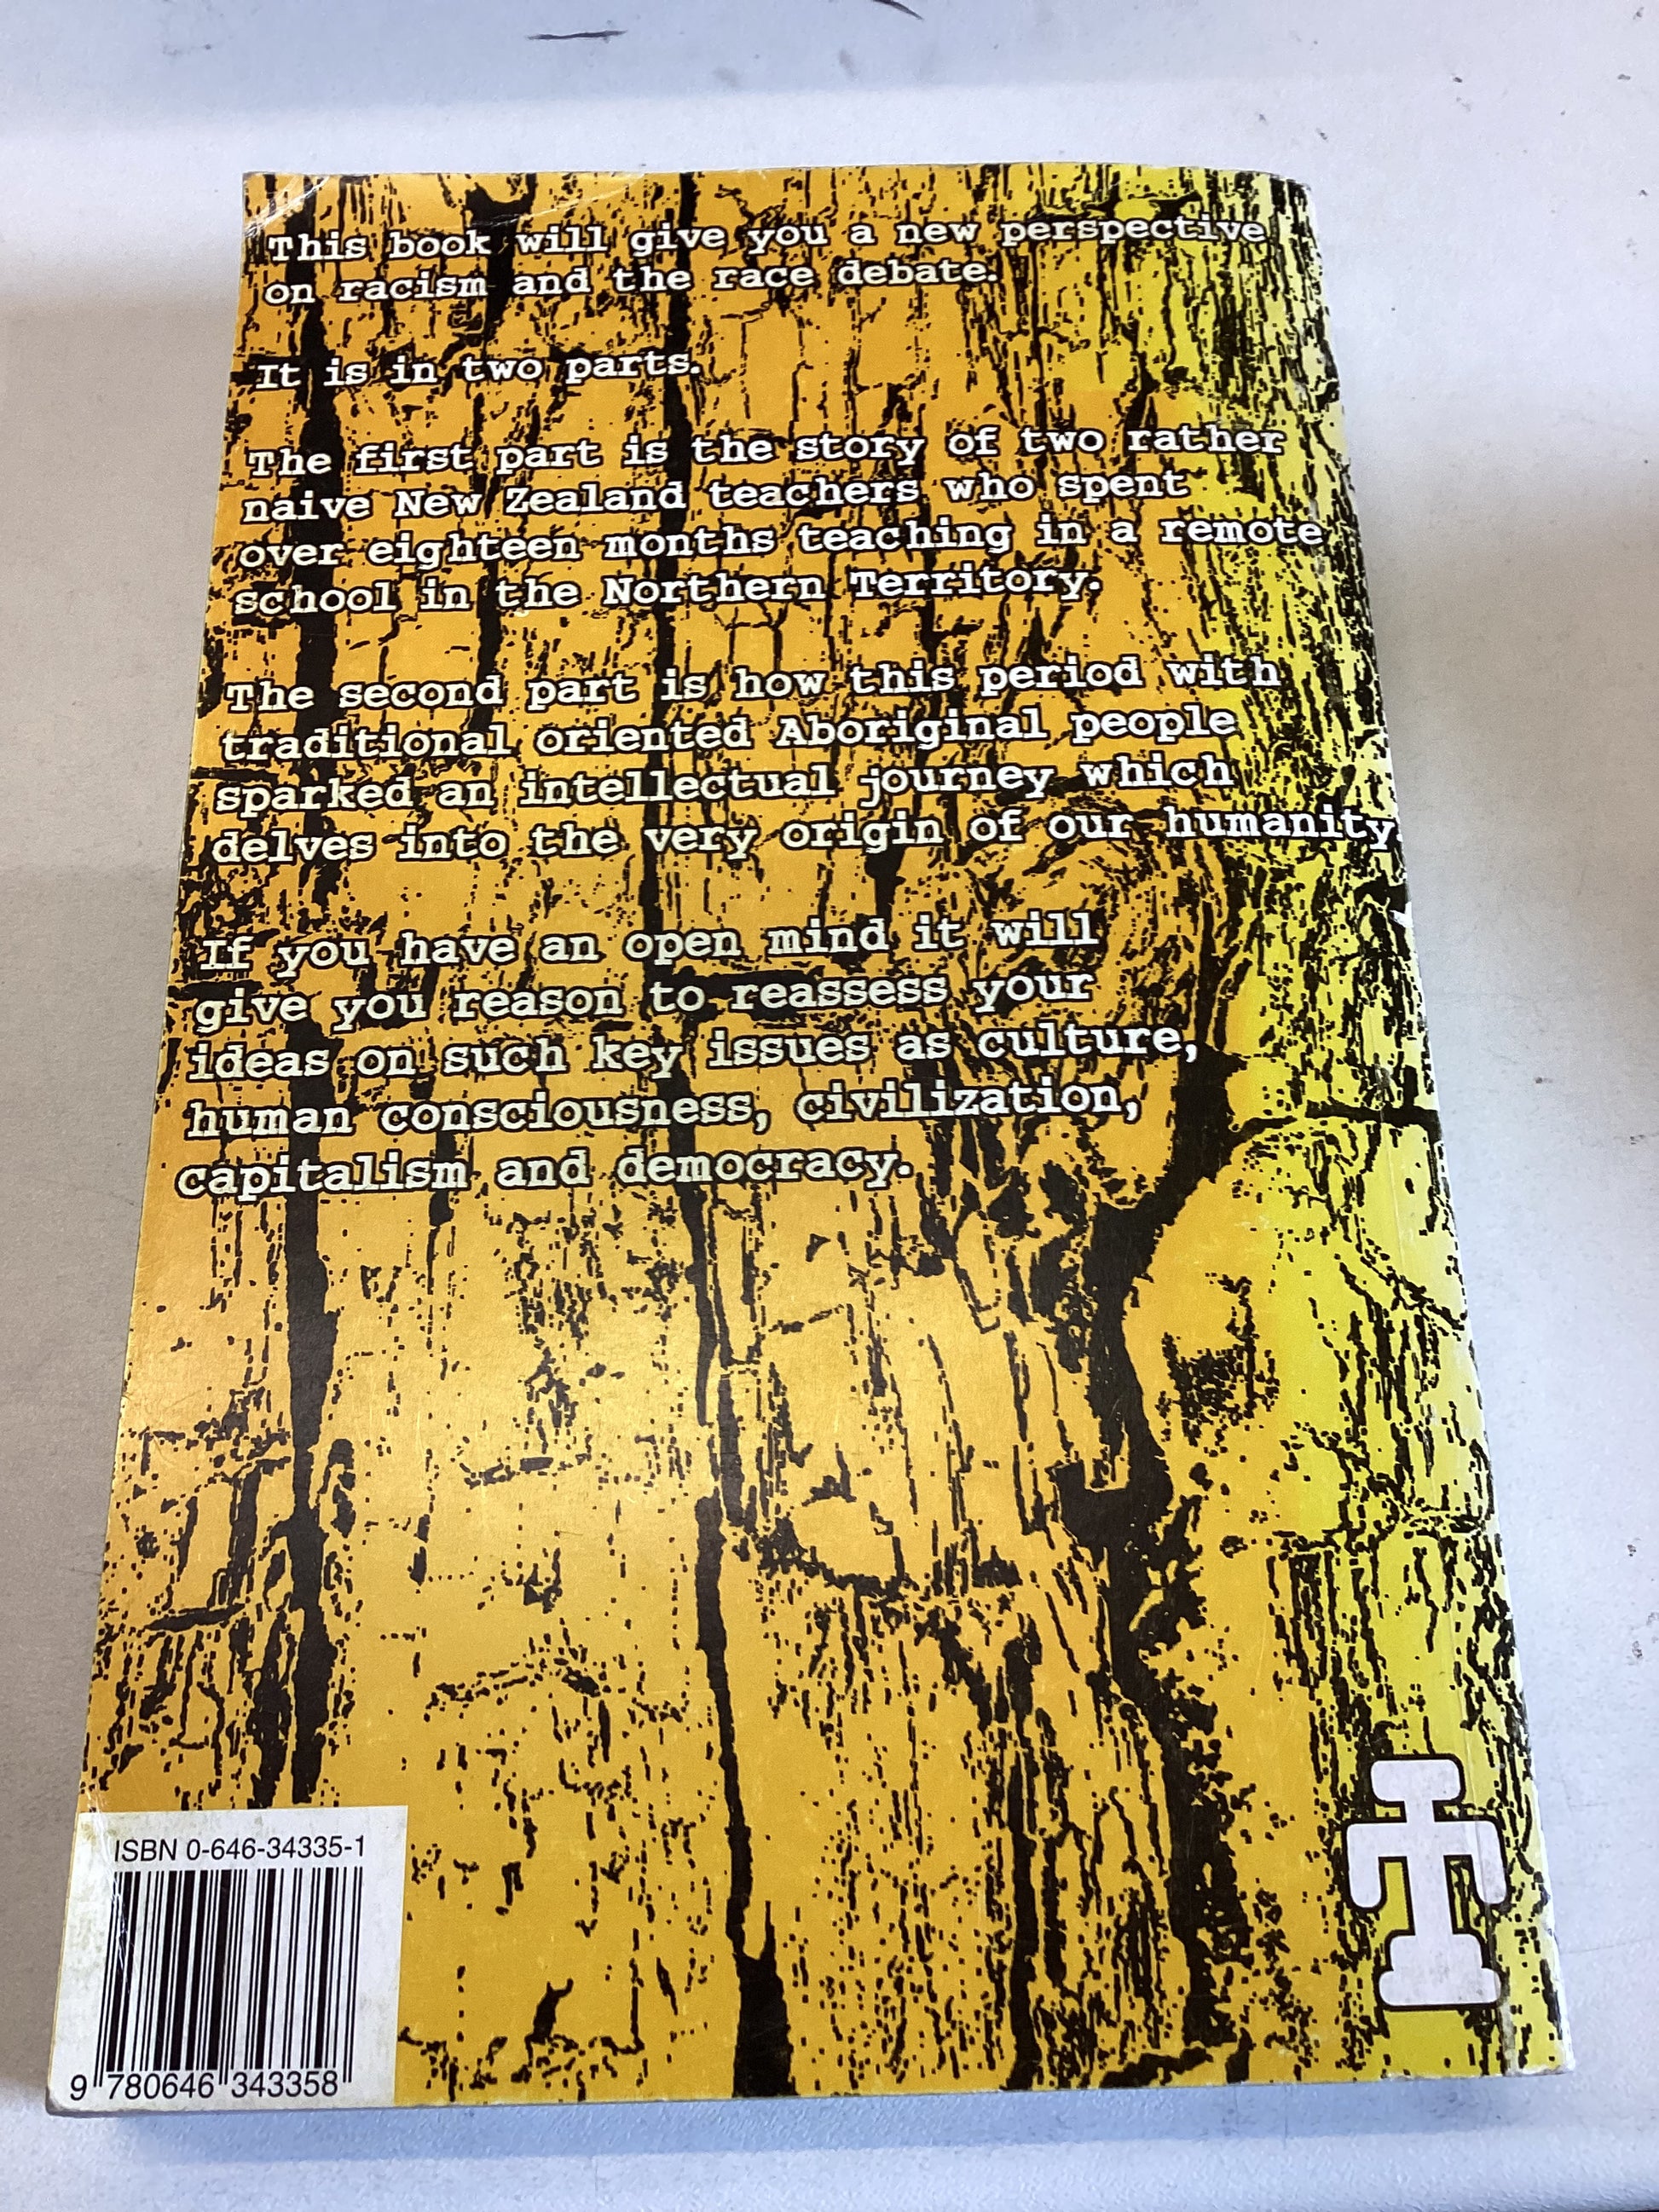 This book will give you a new perspective
on racism and the race debate.
It is in two parts.
The first part is the story of two rather
naive New Zealand teachers who spent
over eighteen months teaching in a remote
school in the Northern Territory.
The second part is how this period with
traditional oriented Aboriginal people
sparked an intellectual journey which
delves into the very origin of our humanity
If you have an open mind it will
give you reason to reassess your
ideas on such key issues as culture,
human consciousness, civilization,
capitalism and democracy.
ISBN 0-646-34335-1
9 780646 343358